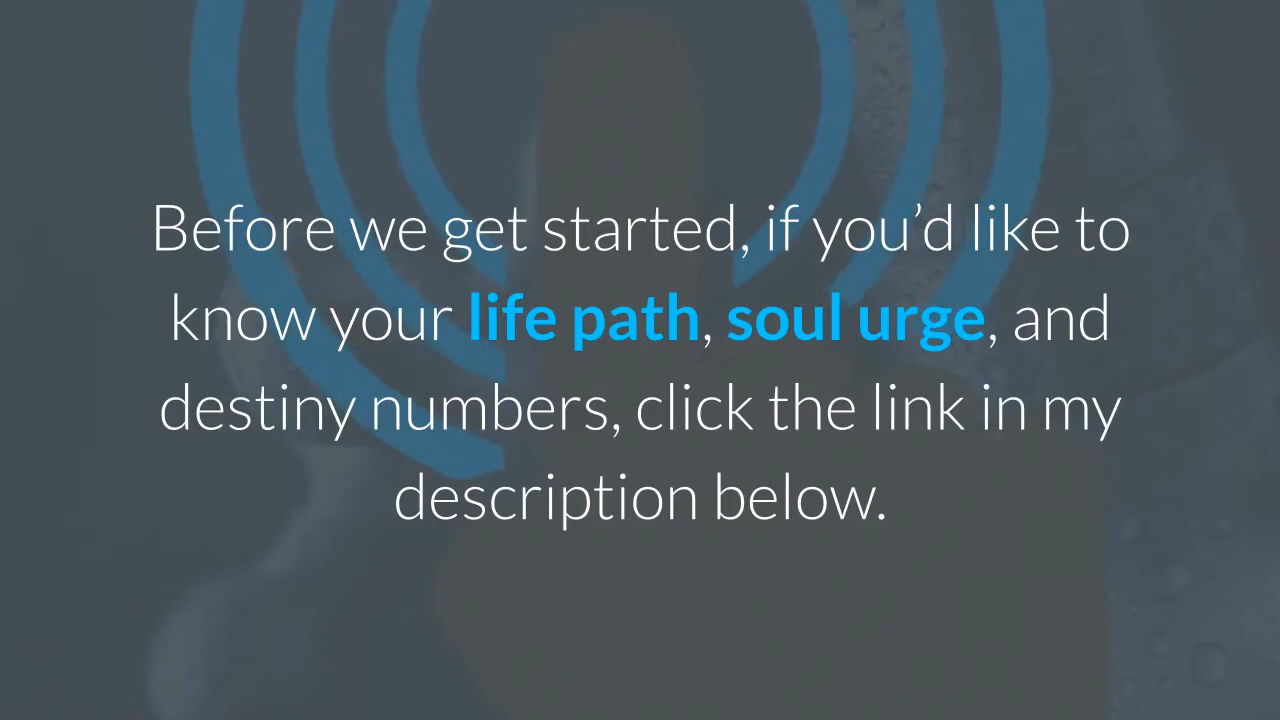 Before we get started, if you’d like to
know your life path, soul urge, and
destiny numbers, click the link in my
description below.